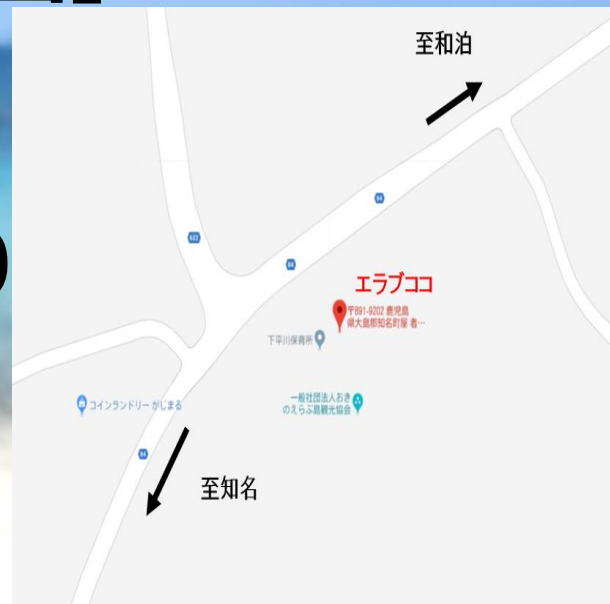 至和泊
84
622
84
エラブココ
〒891-9202 鹿児島
県大島郡知名町屋 者…
下平川保育所
一般社団法人おき
のえらぶ島観光協会
コインランドリー がじまる
84
至知名